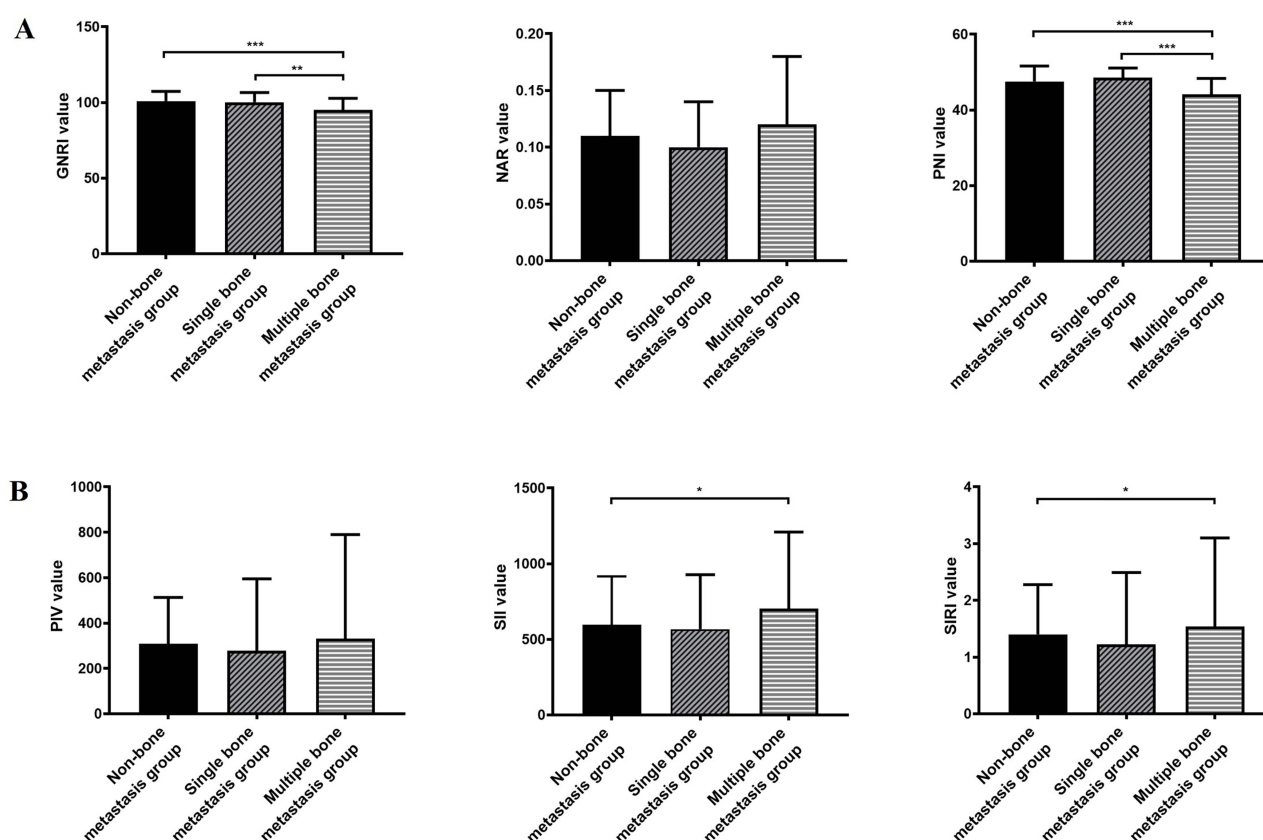 A
GNRI value
150
100
50
0
***
**
Non-bone
metastasis group
Single bone
metastasis group
Multiple bone
metastasis group
NAR value
0.20
0.15
0.10
0.05
0.00
Non-bone
metastasis group
Single bone
metastasis group
Multiple bone
metastasis group
PNI value
60
40
20
0
***
***
Non-bone
metastasis group
Single bone
metastasis group
Multiple bone
metastasis group
B
PIV value
1000
800
600
400
200
0
Non-bone
metastasis group
Single bone
metastasis group
Multiple bone
metastasis group
SII value
1500
1000
500
0
*
Non-bone
metastasis group
Single bone
metastasis group
Multiple bone
metastasis group
SIRI value
4
3
2
1
0
*
Non-bone
metastasis group
Single bone
metastasis group
Multiple bone
metastasis group